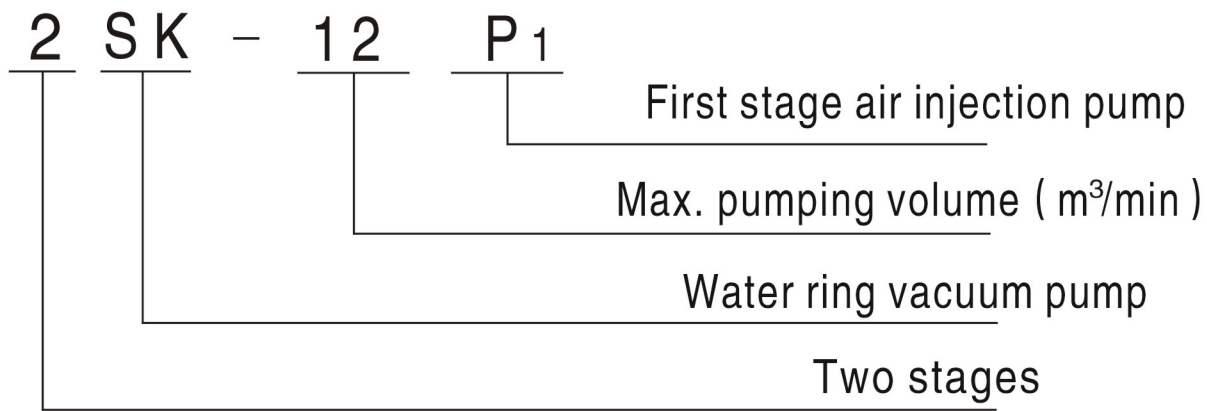 2 SK - 12 P1
First stage air injection pump
Max. pumping volume ( m³/min )
Water ring vacuum pump
Two stages